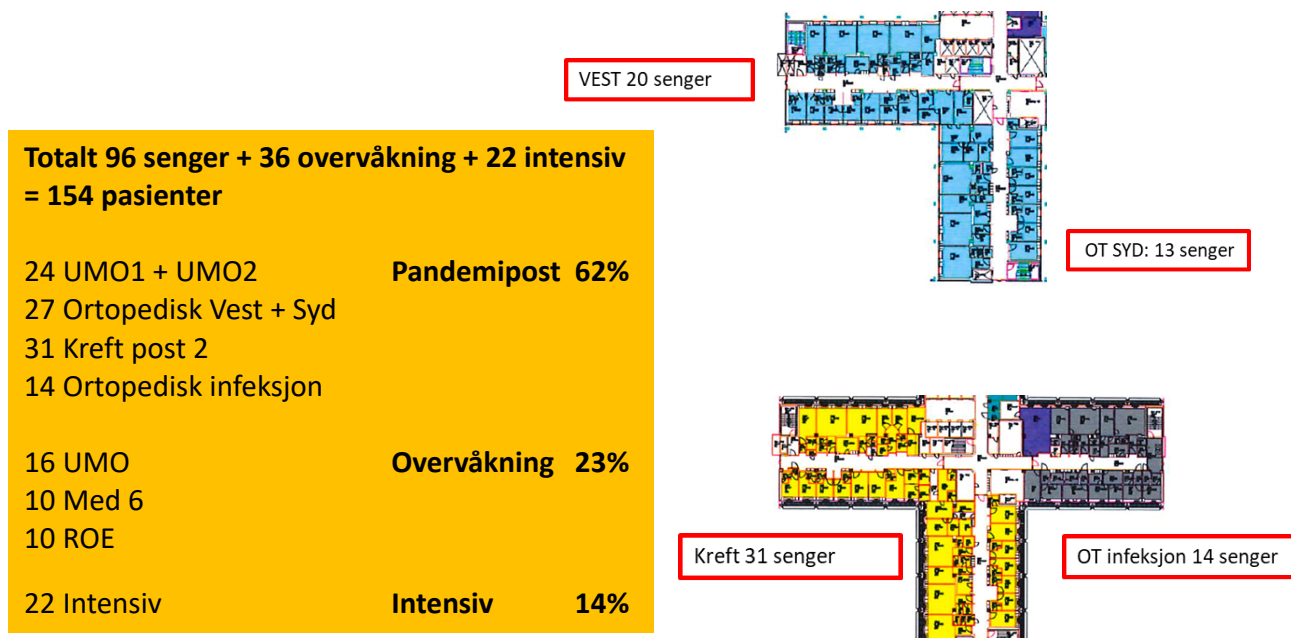 VEST 20 senger
Totalt 96 senger + 36 overvåkning + 22 intensiv
= 154 pasienter
24 UMO1 + UMO2 Pandemipost 62%
27 Ortopedisk Vest + Syd
31 Kreft post 2
14 Ortopedisk infeksjon
16 UMO Overvåkning 23%
10 Med 6
10 ROE
22 Intensiv Intensiv 14%
OT SYD: 13 senger
Kreft 31 senger
OT infeksjon 14 senger